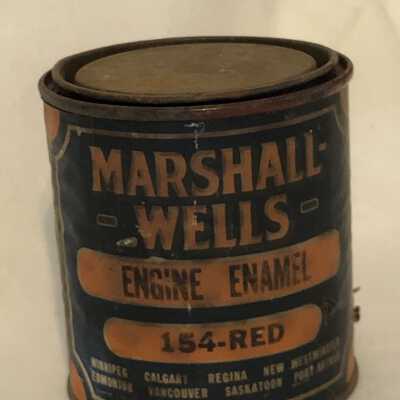 MARSHALL-
- WELLS -
ENGINE ENAMEL
154-RED
WINNIPEG CALGARY REGINA NEW WESTMINSTER
EDMONTON VANCOUVER SASKATOON PORT ARTHUR